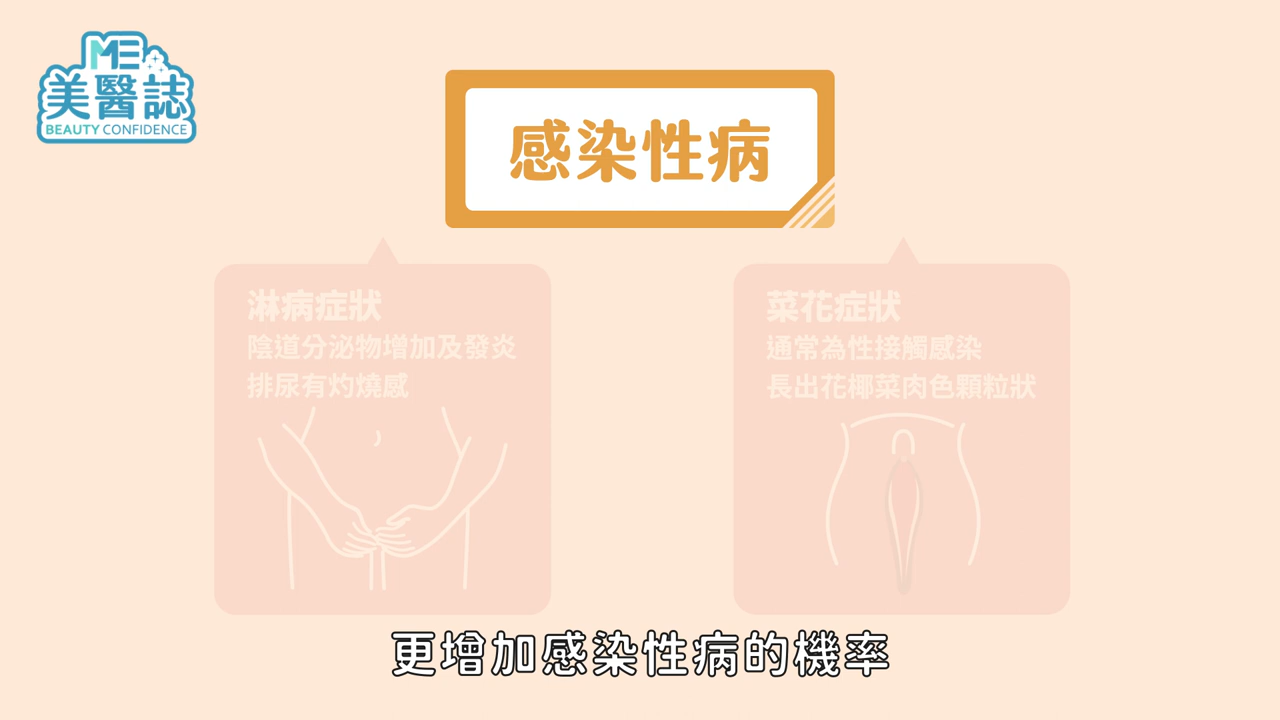 ME
美醫誌
BEAUTY CONFIDENCE
感染性病
淋病症狀
陰道分泌物增加及發炎
排尿有灼燒感
菜花症狀
通常為性接觸感染
長出花椰菜肉色顆粒狀
更增加感染性病的機率